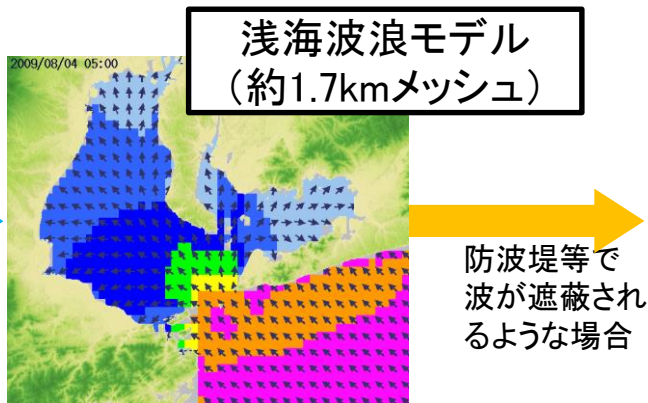 浅海波浪モデル
(約1.7kmメッシュ)
2009/08/04 05:00
防波堤等で
波が遮蔽され
るような場合